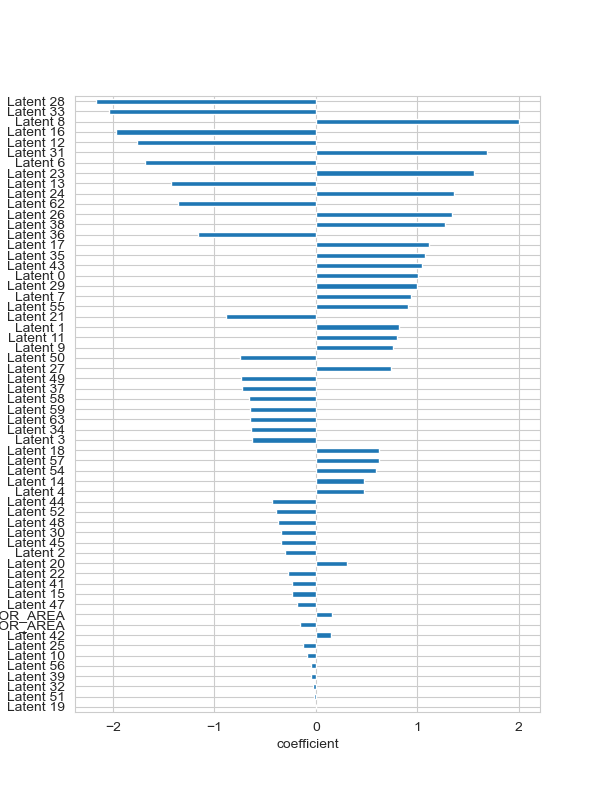 Latent 28
Latent 33
Latent 8
Latent 16
Latent 12
Latent 31
Latent 6
Latent 23
Latent 13
Latent 24
Latent 62
Latent 26
Latent 38
Latent 36
Latent 17
Latent 35
Latent 43
Latent 0
Latent 29
Latent 7
Latent 55
Latent 21
Latent 1
Latent 11
Latent 9
Latent 50
Latent 27
Latent 49
Latent 37
Latent 58
Latent 59
Latent 63
Latent 34
Latent 3
Latent 18
Latent 57
Latent 54
Latent 14
Latent 4
Latent 44
Latent 52
Latent 48
Latent 30
Latent 45
Latent 2
Latent 20
Latent 22
Latent 41
Latent 15
Latent 47
OR_AREA
OR_AREA
Latent 42
Latent 25
Latent 10
Latent 56
Latent 39
Latent 32
Latent 51
Latent 19
−2 −1 0 1 2
coefficient